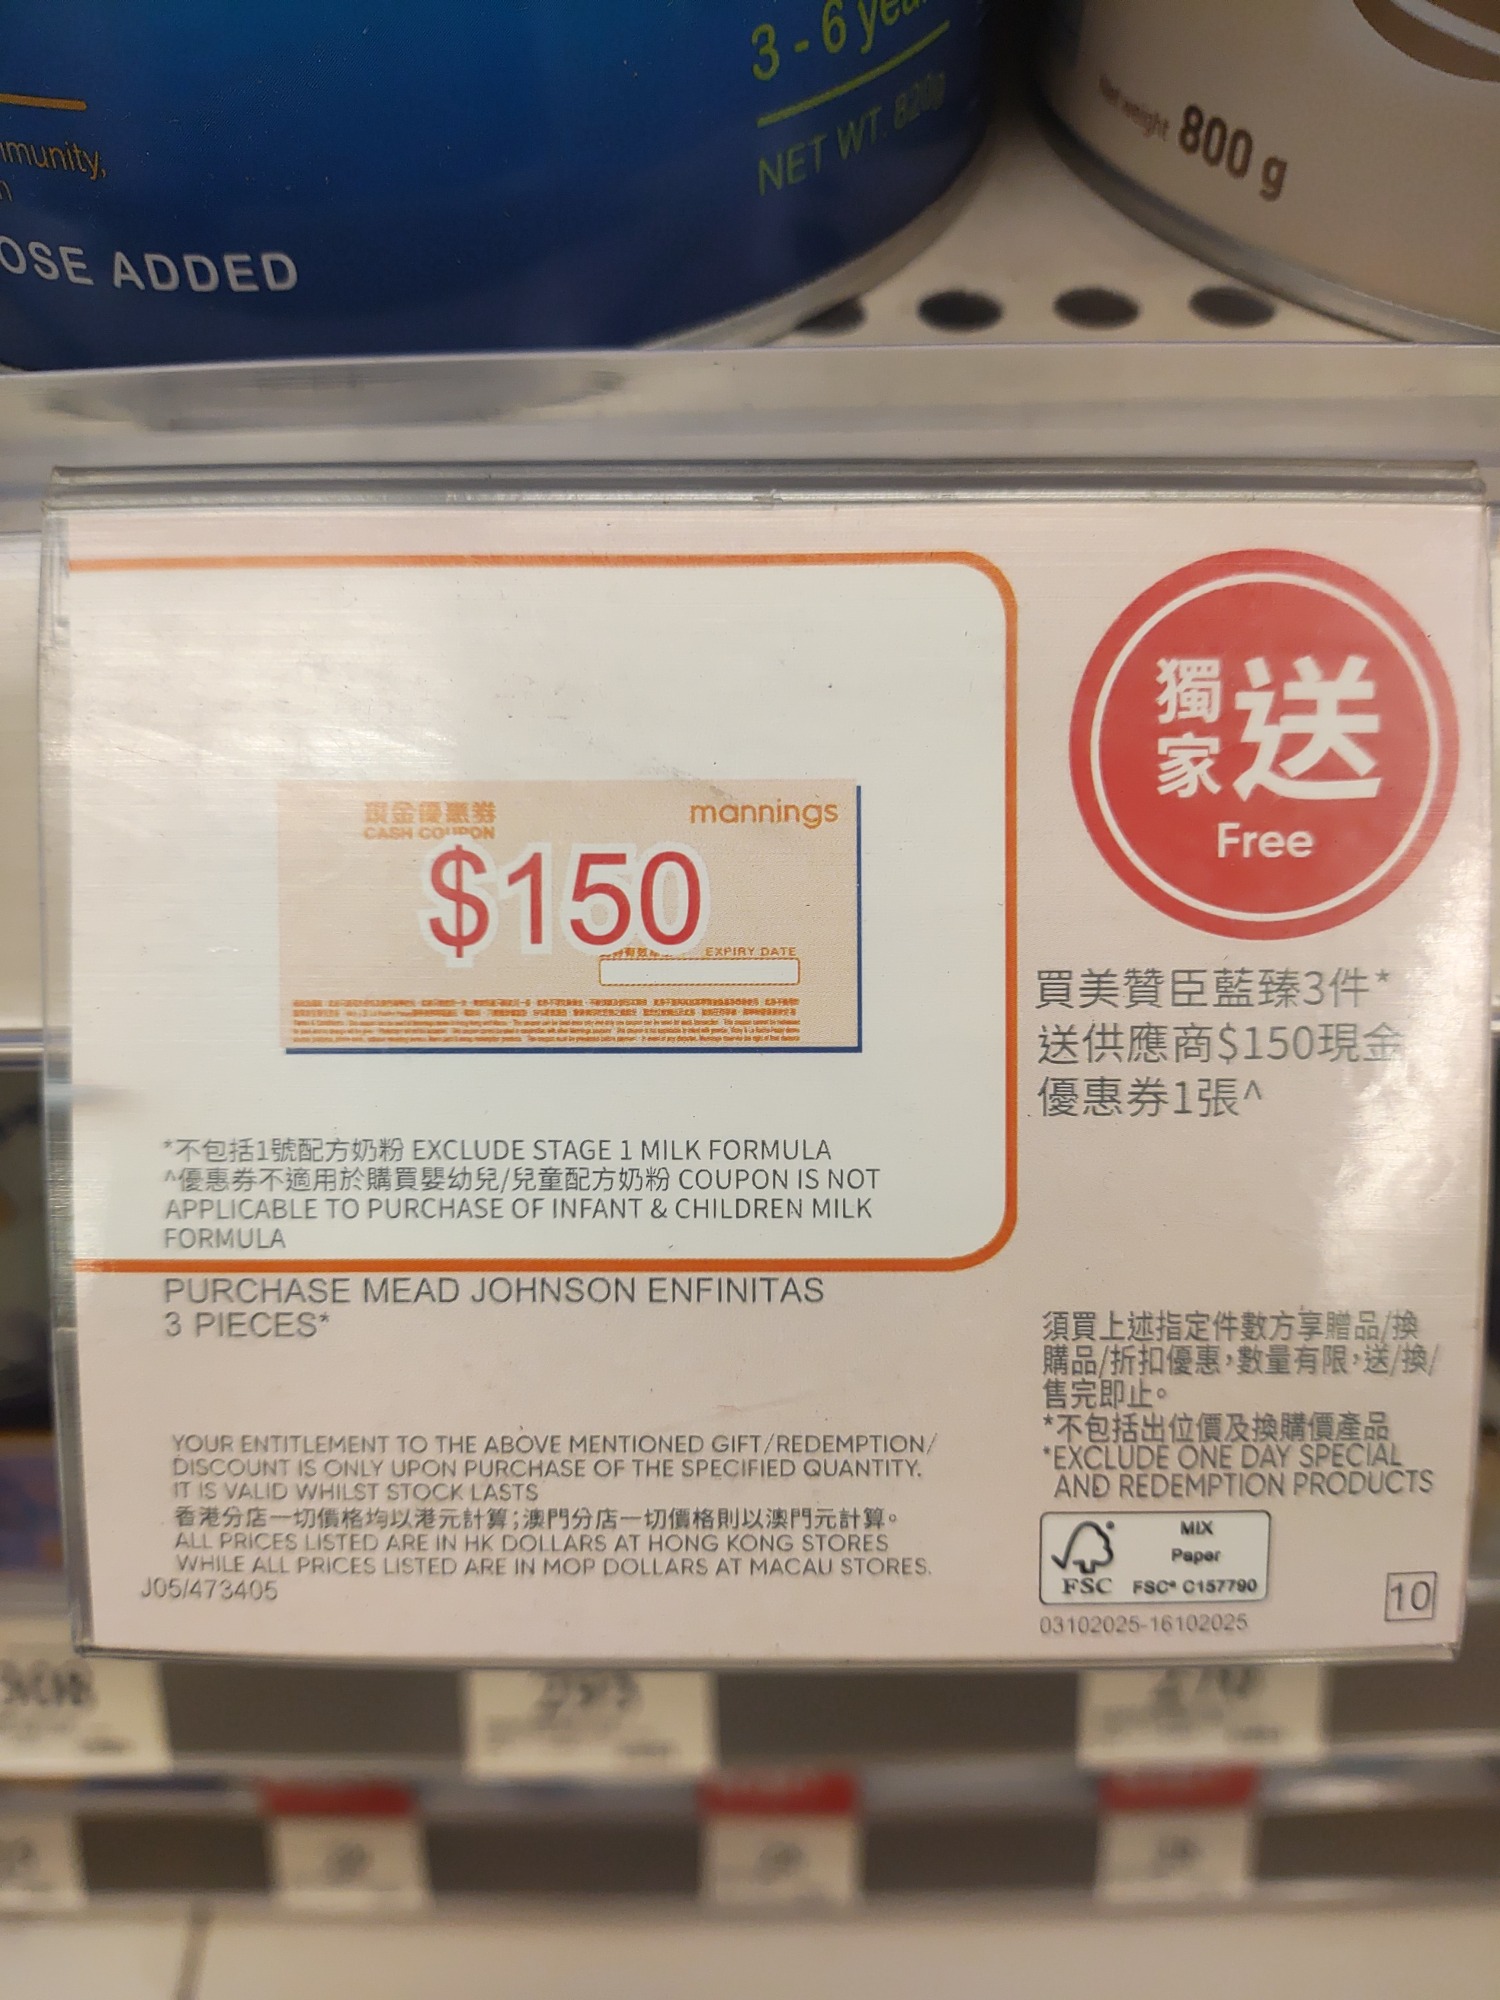 3 - 6
NET WT. 820g
munity,
OSE ADDED
Net weight 800 g
獨家 送
Free
現金優惠券
CASH COUPON
mannings
$150
EXPIRY DATE
買美贊臣藍臻3件*
送供應商$150現金
優惠券1張^
*不包括1號配方奶粉 EXCLUDE STAGE 1 MILK FORMULA
^優惠券不適用於購買嬰幼兒/兒童配方奶粉 COUPON IS NOT
APPLICABLE TO PURCHASE OF INFANT & CHILDREN MILK
FORMULA
PURCHASE MEAD JOHNSON ENFINITAS
3 PIECES*
須買上述指定件數方享贈品/換
購品/折扣優惠,數量有限,送/換/
售完即止。
*不包括出位價及換購價產品
*EXCLUDE ONE DAY SPECIAL
AND REDEMPTION PRODUCTS
YOUR ENTITLEMENT TO THE ABOVE MENTIONED GIFT/REDEMPTION/
DISCOUNT IS ONLY UPON PURCHASE OF THE SPECIFIED QUANTITY.
IT IS VALID WHILST STOCK LASTS
香港分店一切價格均以港元計算;澳門分店一切價格則以澳門元計算。
ALL PRICES LISTED ARE IN HK DOLLARS AT HONG KONG STORES
WHILE ALL PRICES LISTED ARE IN MOP DOLLARS AT MACAU STORES.
J05/473405
FSC
MIX
Paper
FSC® C157790
03102025-16102025
10